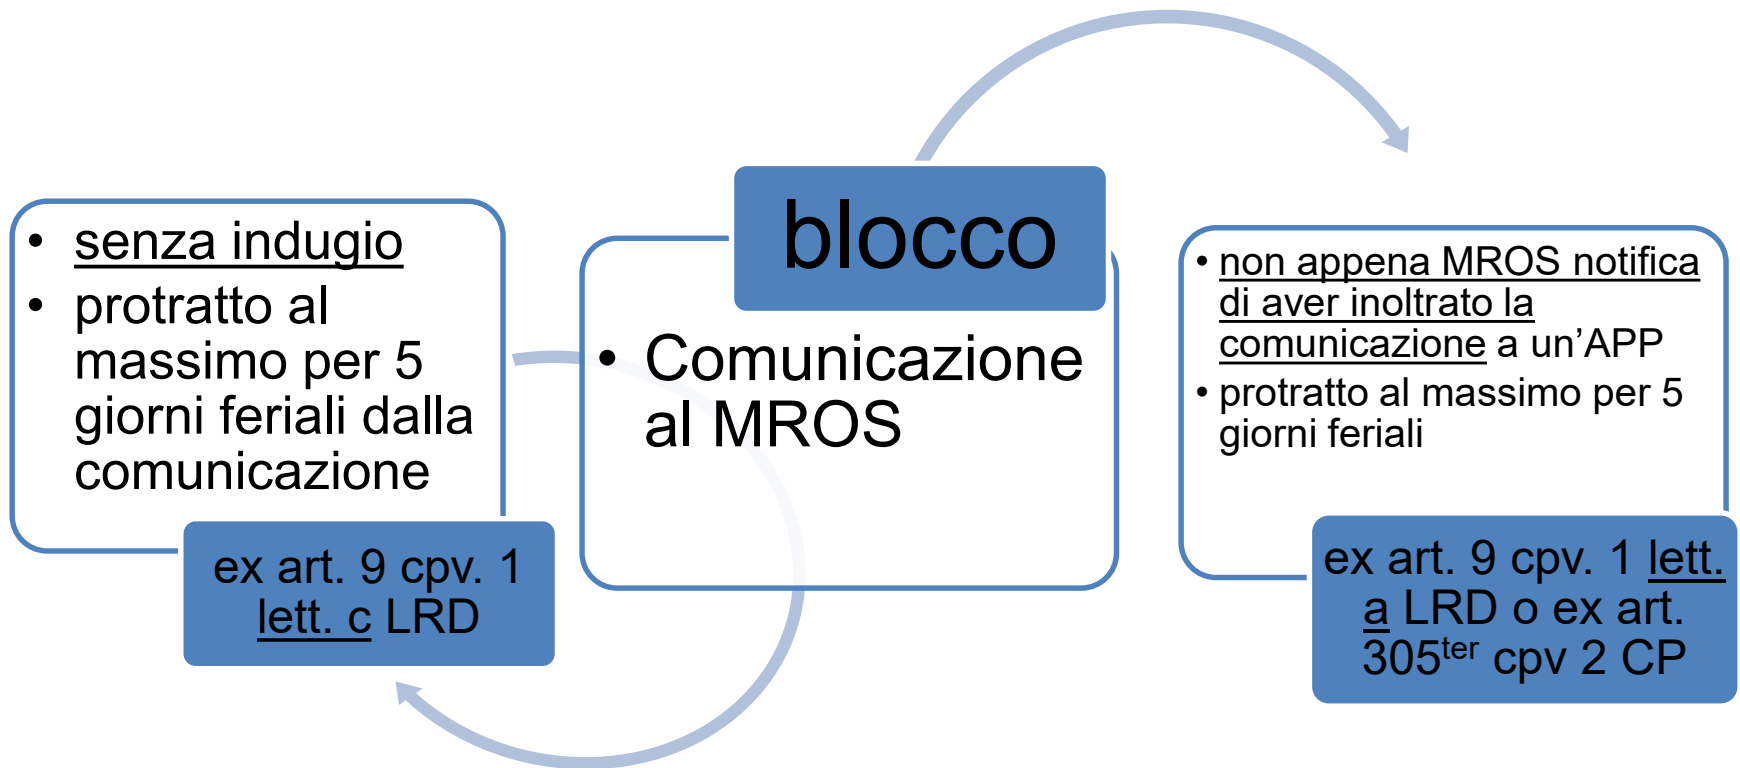 • senza indugio
• protratto al
massimo per 5
giorni feriali dalla
comunicazione
ex art. 9 cpv. 1
lett. c LRD
blocco
• Comunicazione
al MROS
• non appena MROS notifica
di aver inoltrato la
comunicazione a un’APP
• protratto al massimo per 5
giorni feriali
ex art. 9 cpv. 1 lett.
a LRD o ex art.
305ter cpv 2 CP